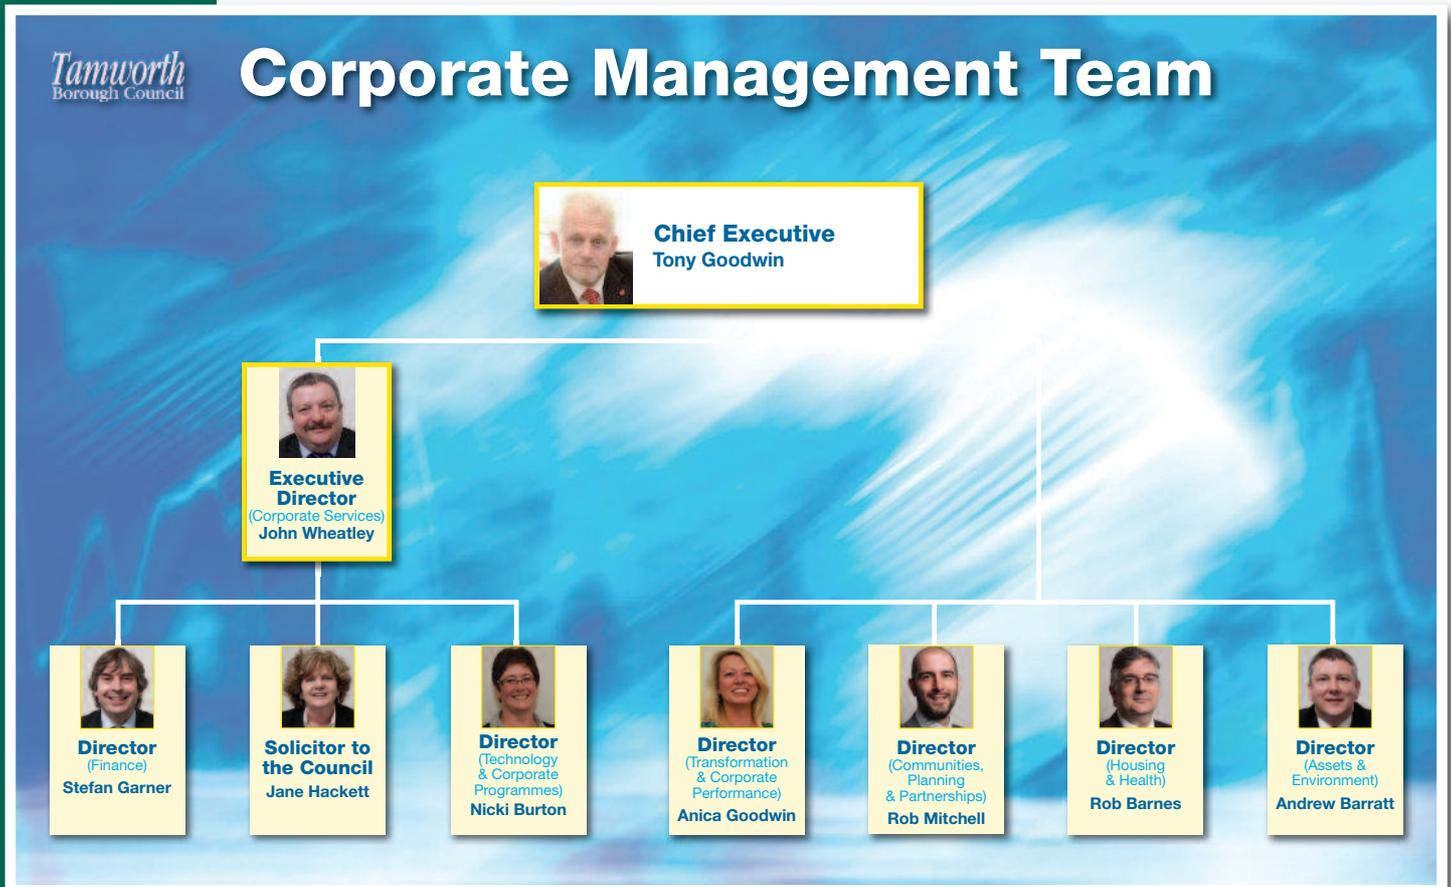 Tamworth
Borough Council
Corporate Management Team
Chief Executive
Tony Goodwin
Executive
Director
(Corporate Services)
John Wheatley
Director
(Finance)
Stefan Garner
Solicitor to
the Council
Jane Hackett
Director
(Technology
& Corporate
Programmes)
Nicki Burton
Director
(Transformation
& Corporate
Performance)
Anica Goodwin
Director
(Communities,
Planning
& Partnerships)
Rob Mitchell
Director
(Housing
& Health)
Rob Barnes
Director
(Assets &
Environment)
Andrew Barratt